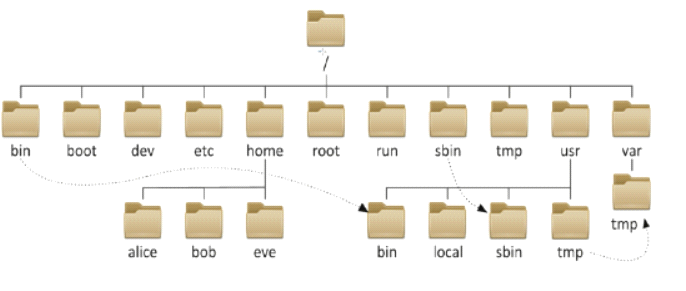 /
bin boot dev etc home root run sbin tmp usr var
tmp
alice bob eve bin local sbin tmp